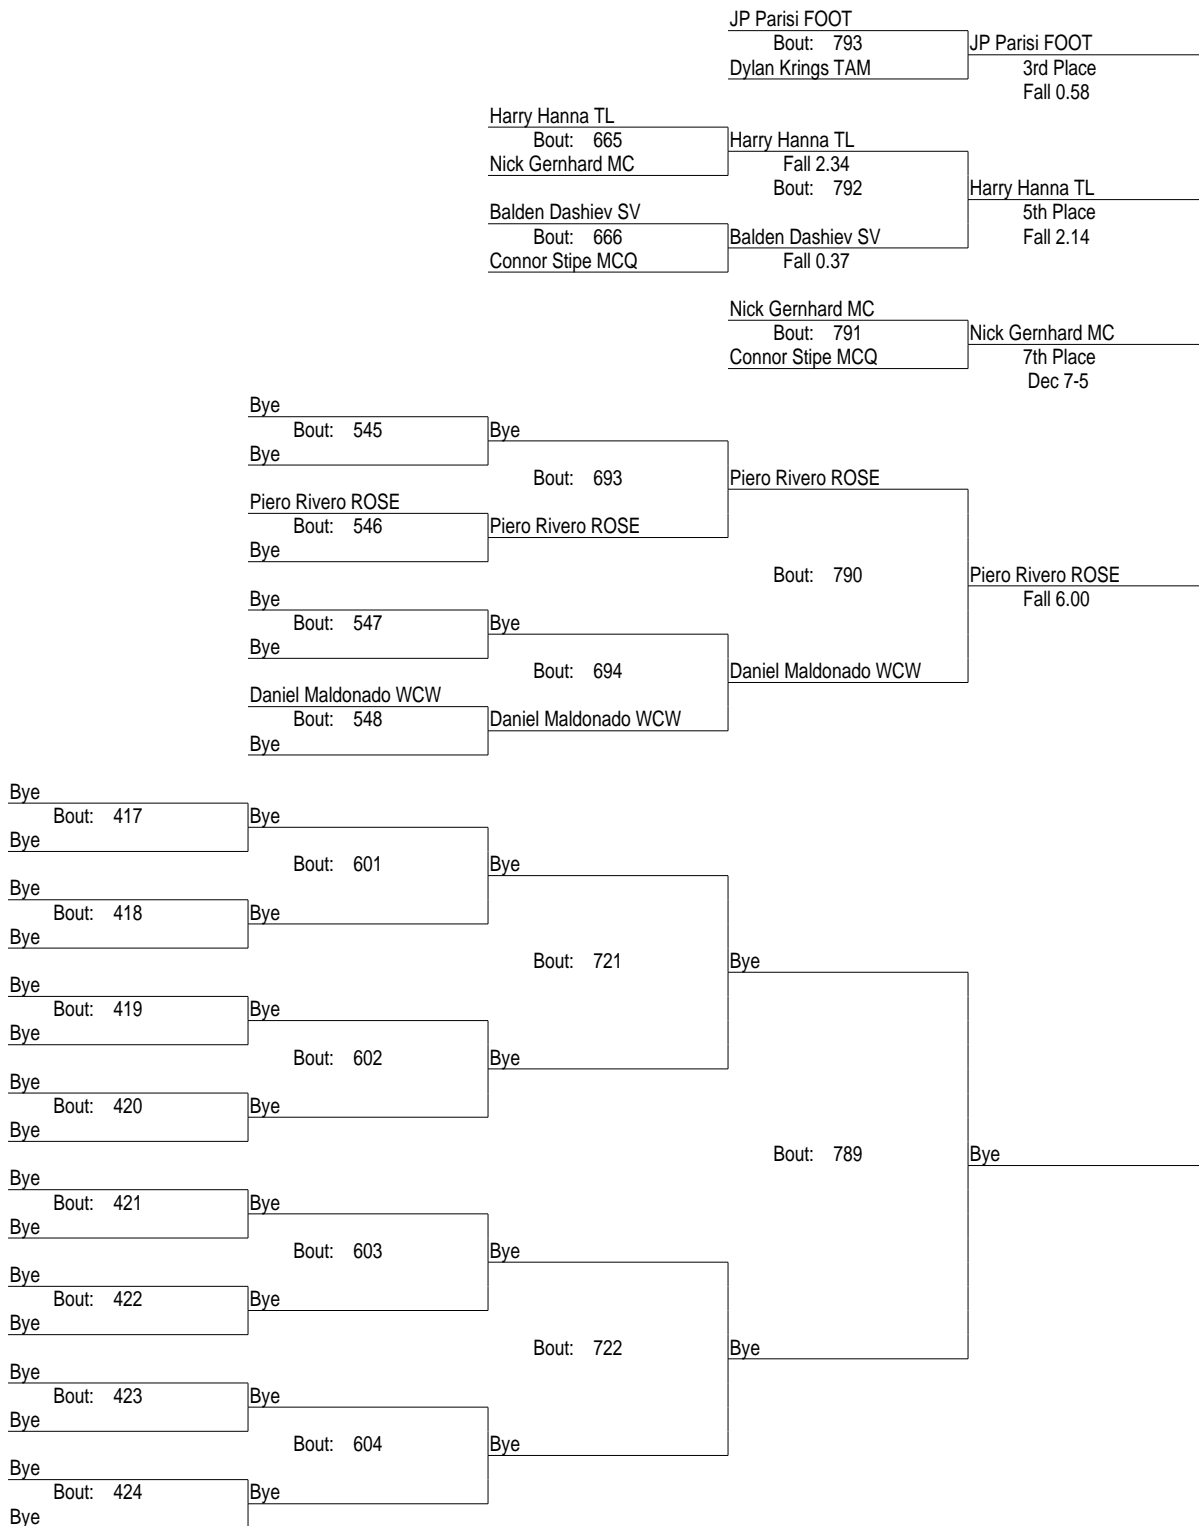 JP Parisi FOOT
Bout: 793 JP Parisi FOOT
Dylan Krings TAM 3rd Place
Fall 0.58
Harry Hanna TL
Bout: 665 Harry Hanna TL
Nick Gernhard MC Fall 2.34
Bout: 792 Harry Hanna TL
Balden Dashiev SV 5th Place
Bout: 666 Balden Dashiev SV Fall 2.14
Connor Stipe MCQ Fall 0.37
Nick Gernhard MC
Bout: 791 Nick Gernhard MC
Connor Stipe MCQ 7th Place
Dec 7-5
Bye
Bout: 545 Bye
Bye
Bout: 693 Piero Rivero ROSE
Piero Rivero ROSE
Bout: 546 Piero Rivero ROSE
Bye
Bout: 790 Piero Rivero ROSE
Bye Fall 6.00
Bout: 547 Bye
Bye
Bout: 694 Daniel Maldonado WCW
Daniel Maldonado WCW
Bout: 548 Daniel Maldonado WCW
Bye
Bye
Bout: 417 Bye
Bye
Bout: 601 Bye
Bye
Bout: 418 Bye
Bye
Bout: 721 Bye
Bye
Bout: 419 Bye
Bye
Bout: 602 Bye
Bye
Bout: 420 Bye
Bye
Bout: 789 Bye
Bye
Bout: 421 Bye
Bye
Bout: 603 Bye
Bye
Bout: 422 Bye
Bye
Bout: 722 Bye
Bye
Bout: 423 Bye
Bye
Bout: 604 Bye
Bye
Bout: 424 Bye
Bye